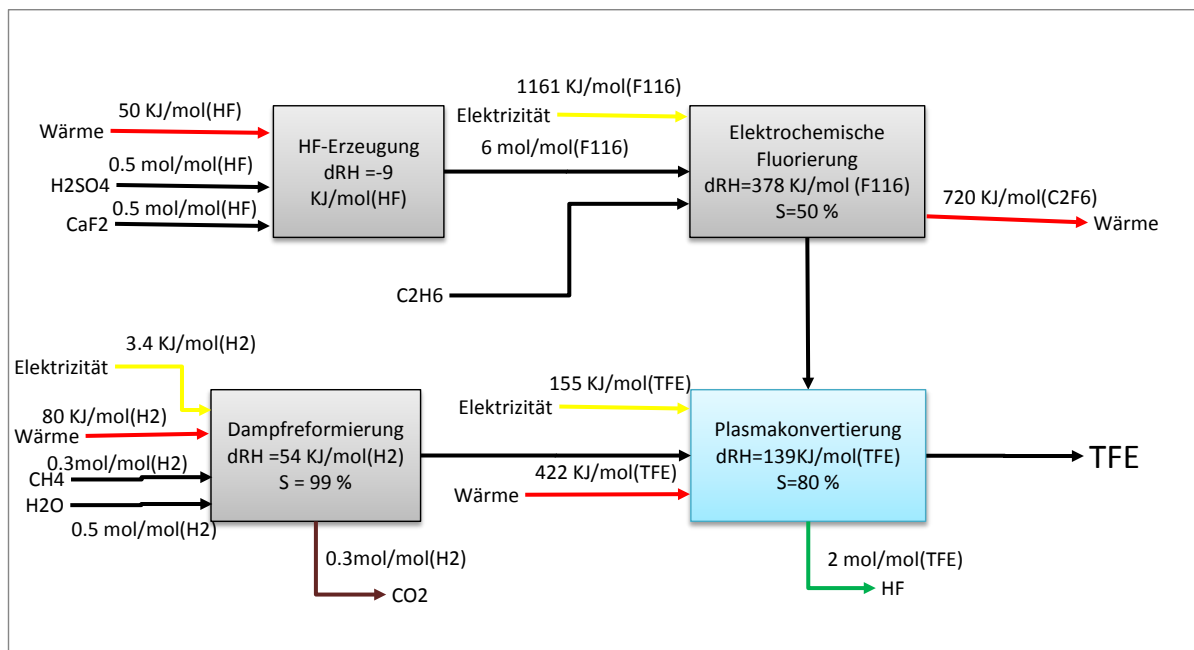 1161 KJ/mol(F116)
Elektrizität
50 KJ/mol(HF)
Wärme
0.5 mol/mol(HF)
H2SO4
0.5 mol/mol(HF)
CaF2
HF-Erzeugung
dRH =-9
KJ/mol(HF)
6 mol/mol(F116)
Elektrochemische
Fluorierung
dRH=378 KJ/mol (F116)
S=50 %
720 KJ/mol(C2F6)
Wärme
C2H6
3.4 KJ/mol(H2)
Elektrizität
80 KJ/mol(H2)
Wärme
0.3mol/mol(H2)
CH4
H2O
0.5 mol/mol(H2)
Dampfreformierung
dRH =54 KJ/mol(H2)
S = 99 %
0.3mol/mol(H2)
CO2
155 KJ/mol(TFE)
Elektrizität
422 KJ/mol(TFE)
Wärme
Plasmakonvertierung
dRH=139KJ/mol(TFE)
S=80 %
TFE
2 mol/mol(TFE)
HF